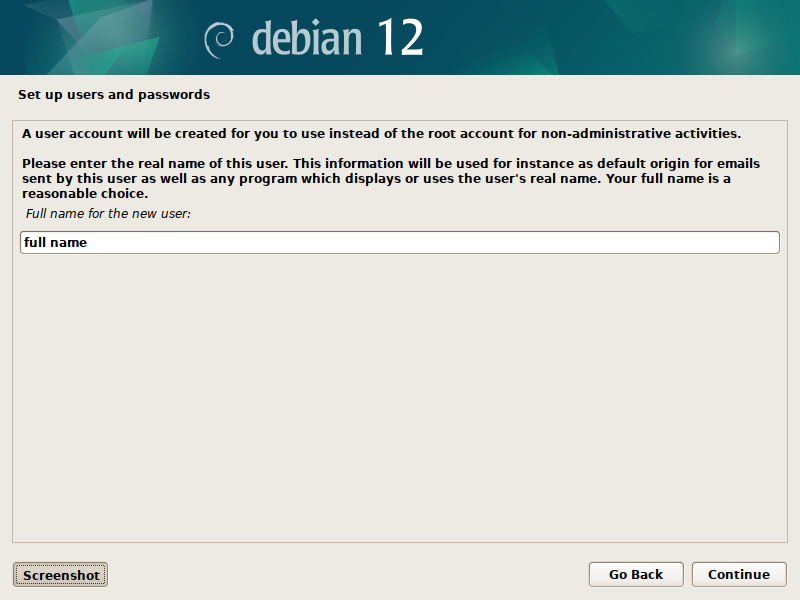 debian 12
Set up users and passwords
A user account will be created for you to use instead of the root account for non-administrative activities.
Please enter the real name of this user. This information will be used for instance as default origin for emails
sent by this user as well as any program which displays or uses the user's real name. Your full name is a
reasonable choice.
Full name for the new user:
full name
Screenshot
Go Back
Continue